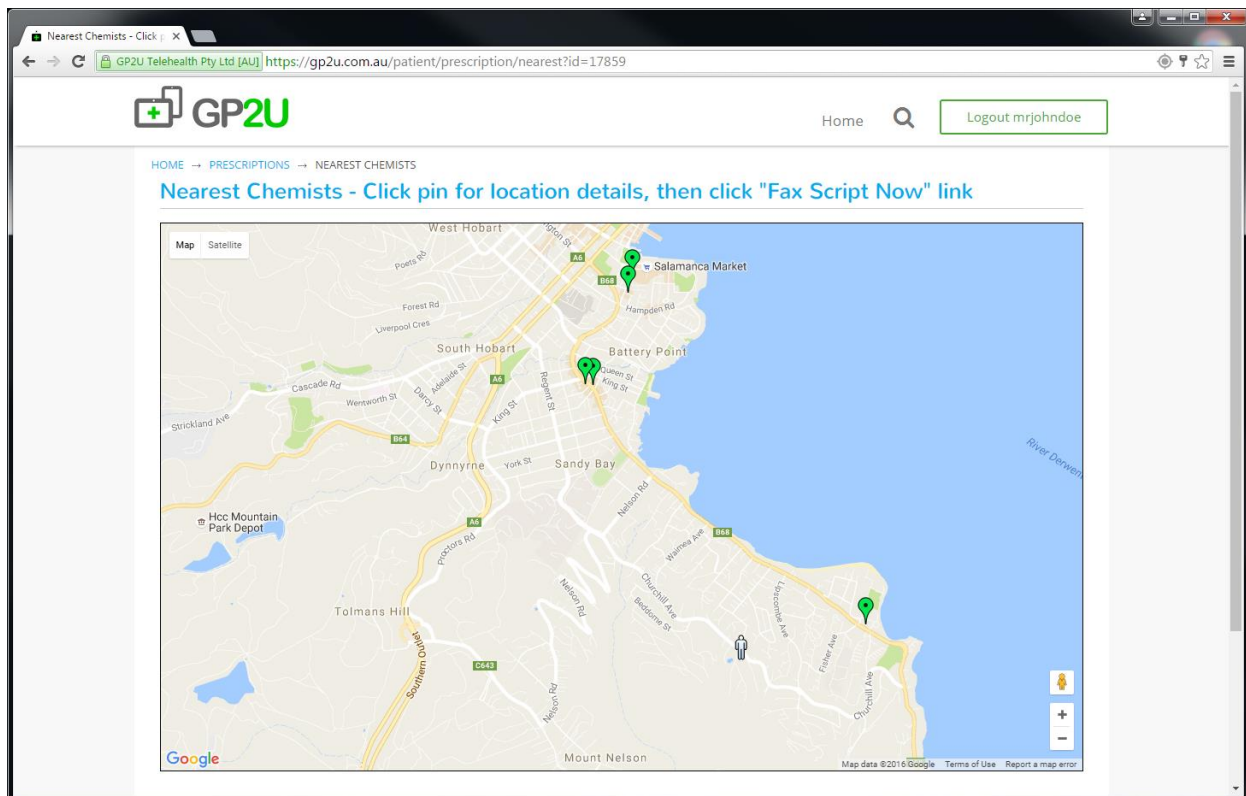 Nearest Chemists - Click p
GP2U Telehealth Pty Ltd [AU] https://gp2u.com.au/patient/prescription/nearest?id=17859
GP2U
Home
Logout mrjohndoe
HOME → PRESCRIPTIONS → NEAREST CHEMISTS
Nearest Chemists - Click pin for location details, then click "Fax Script Now" link
Map Satellite
West Hobart
Poets Rd
A6
Salamanca Market
B68
Hampden Rd
Forest Rd
Liverpool Cres
South Hobart
Battery Point
Queen St
King St
Cascade Rd
Adelaide St
A6
Regent St
Wentworth St
Darcy St
King St
Strickland Ave
B64
Dynnyrne
York St
Sandy Bay
River Derwen
Nelson Rd
Hcc Mountain
Park Depot
A6
B68
Proctors Rd
Waimea Ave
Nelson Rd
Churchill Ave
Beddome St
Lipscombe Ave
Tolmans Hill
Fisher Ave
Southern Outlet
C643
Nelson Rd
Churchill Ave
Mount Nelson
Google
Map data ©2016 Google Terms of Use Report a map error